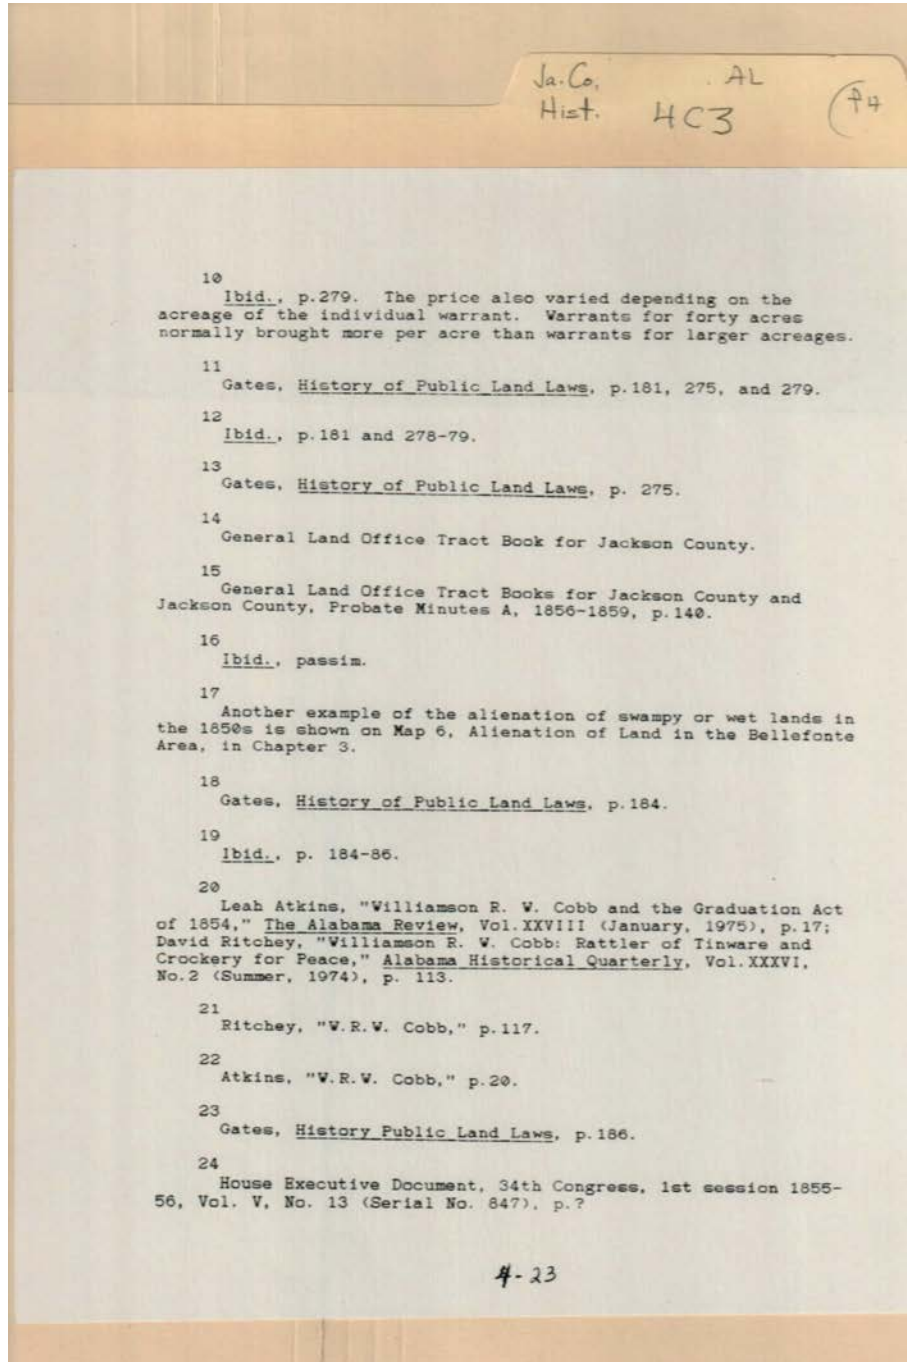 Ja. Co, . AL
Hist. 4C3
10
Ibid., p.279. The price also varied depending on the
acreage of the individual warrant. Warrants for forty acres
normally brought more per acre than warrants for larger acreages.
11
Gates, History of Public Land Laws, p.181, 275, and 279.
12
Ibid., p.181 and 278-79.
13
Gates, History of Public Land Laws, p. 275.
14
General Land Office Tract Book for Jackson County.
15
General Land Office Tract Books for Jackson County and
Jackson County, Probate Minutes A, 1856-1859, p.140.
16
Ibid., passim.
17
Another example of the alienation of swampy or wet lands in
the 1850s is shown on Map 6, Alienation of Land in the Bellefonte
Area, in Chapter 3.
18
Gates, History of Public Land Laws, p.184.
19
Ibid., p. 184-86.
20
Leah Atkins, "Williamson R. W. Cobb and the Graduation Act
of 1854," The Alabama Review, Vol.XXVIII (January, 1975), p.17;
David Ritchey, "Williamson R. W. Cobb: Rattler of Tinware and
Crockery for Peace," Alabama Historical Quarterly, Vol.XXXVI,
No.2 (Summer, 1974), p. 113.
21
Ritchey, "W.R.W. Cobb," p.117.
22
Atkins, "W.R.W. Cobb," p.20.
23
Gates, History Public Land Laws, p.186.
24
House Executive Document, 34th Congress, 1st session 1855-
56, Vol. V, No. 13 (Serial No. 847), p.?
4-23